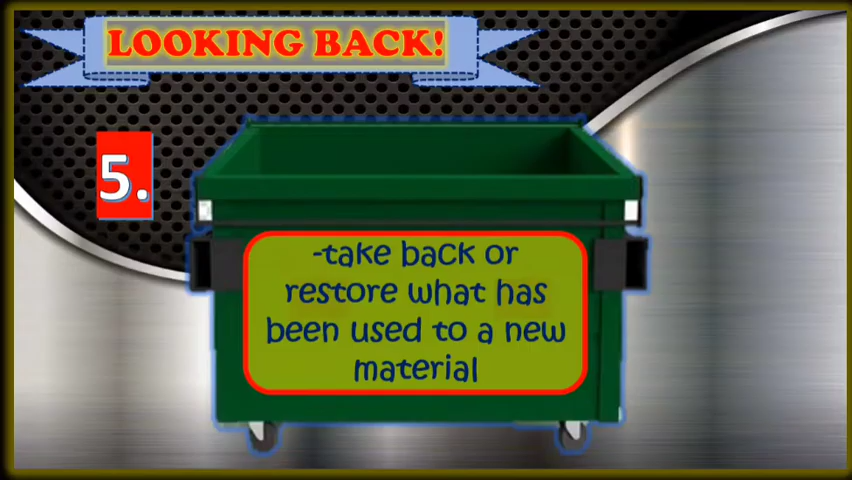 LOOKING BACK!
5.
-take back or
restore what has
been used to a new
material